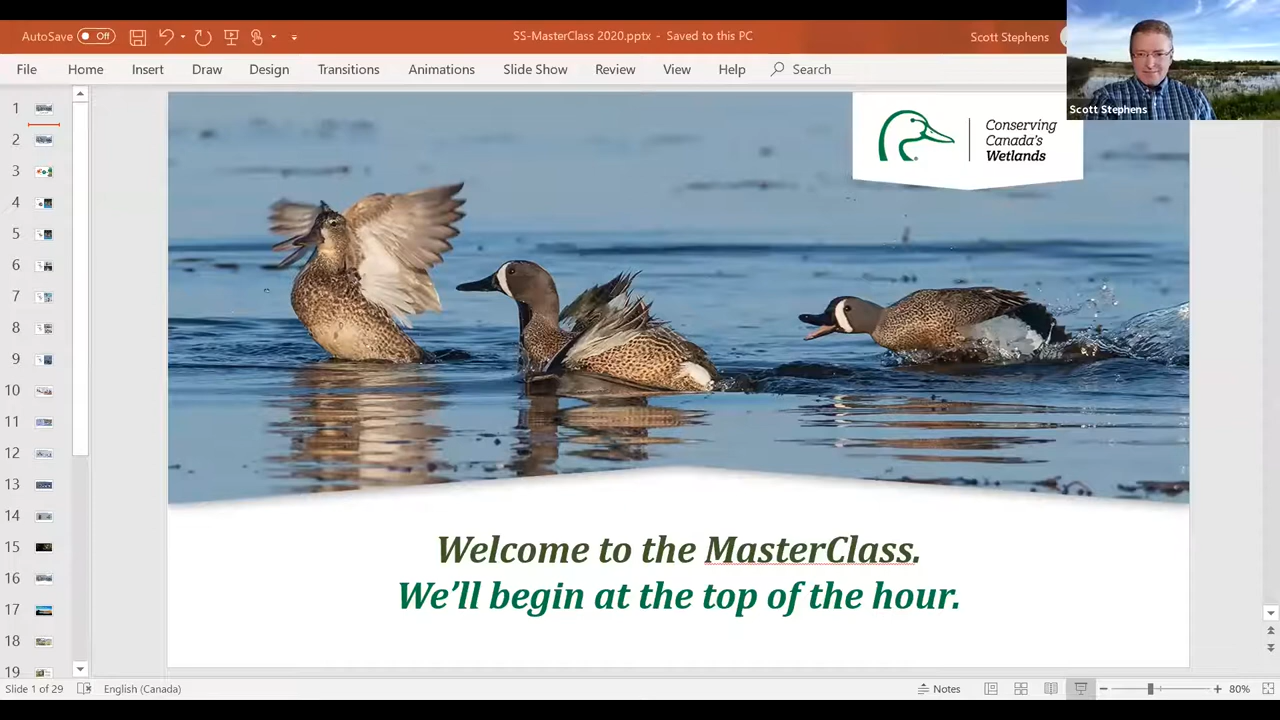 AutoSave Off
SS-MasterClass 2020.pptx - Saved to this PC
Scott Stephens
File Home Insert Draw Design Transitions Animations Slide Show Review View Help Search
Scott Stephens
1
2
3
4
5
6
7
8
9
10
11
12
13
14
15
16
17
18
19
Conserving
Canada's
Wetlands
Welcome to the MasterClass.
We'll begin at the top of the hour.
Slide 1 of 29 English (Canada) Notes 80%